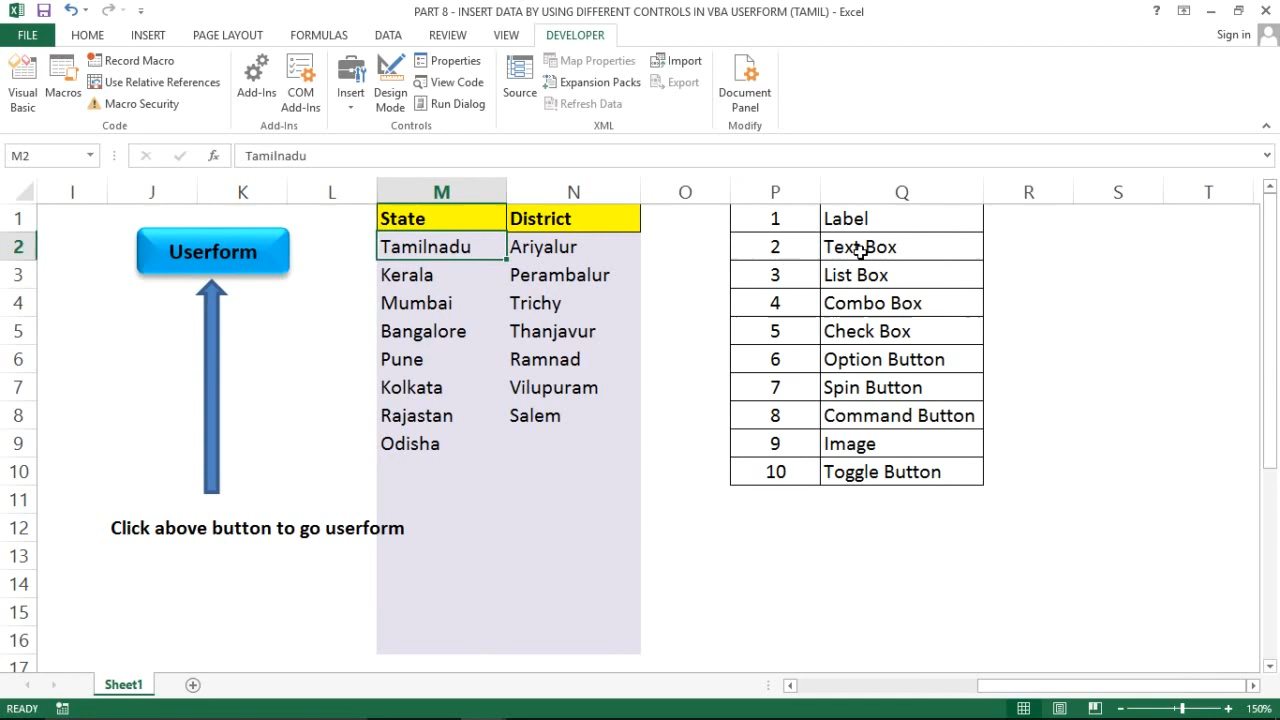 PART 8 - INSERT DATA BY USING DIFFERENT CONTROLS IN VBA USERFORM (TAMIL) - Excel
FILE HOME INSERT PAGE LAYOUT FORMULAS DATA REVIEW VIEW DEVELOPER Sign in
Visual Basic
Macros
Record Macro
Use Relative References
Macro Security
Code
Add-Ins
COM Add-Ins
Add-Ins
Insert
Design Mode
Properties
View Code
Run Dialog
Controls
Source
Map Properties
Expansion Packs
Refresh Data
Import
Export
XML
Document Panel
Modify
M2 fx Tamilnadu
I J K L M N O P Q R S T
1 State District 1 Label
2 Tamilnadu Ariyalur 2 Text Box
3 Kerala Perambalur 3 List Box
4 Mumbai Trichy 4 Combo Box
5 Bangalore Thanjavur 5 Check Box
6 Pune Ramnad 6 Option Button
7 Kolkata Vilupuram 7 Spin Button
8 Rajastan Salem 8 Command Button
9 Odisha 9 Image
10 10 Toggle Button
11
12
13
14
15
16
17
Userform
Click above button to go userform
Sheet1
READY 150%